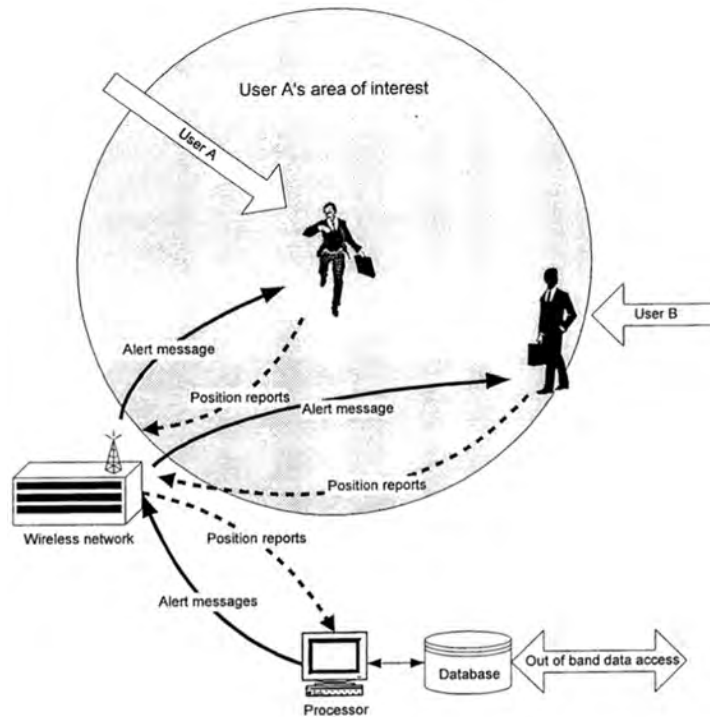 User A's area of interest
User A
User B
Alert message
Position reports
Alert message
Position reports
Wireless network
Position reports
Alert messages
Database
Out of band data access
Processor